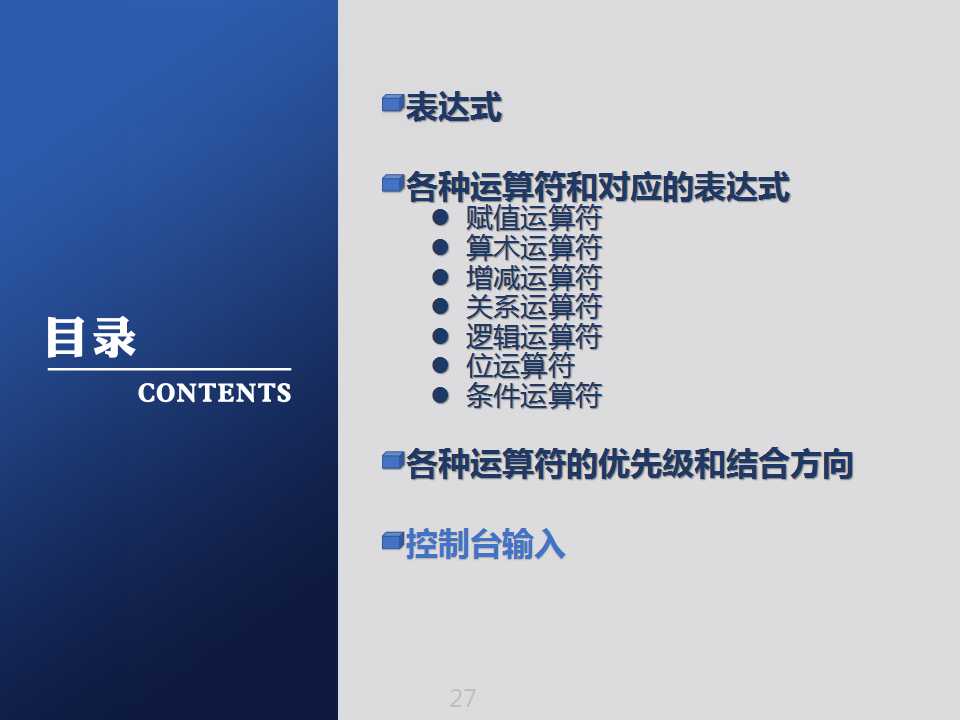 目录
CONTENTS
表达式
各种运算符和对应的表达式
赋值运算符
算术运算符
增减运算符
关系运算符
逻辑运算符
位运算符
条件运算符
各种运算符的优先级和结合方向
控制台输入
27